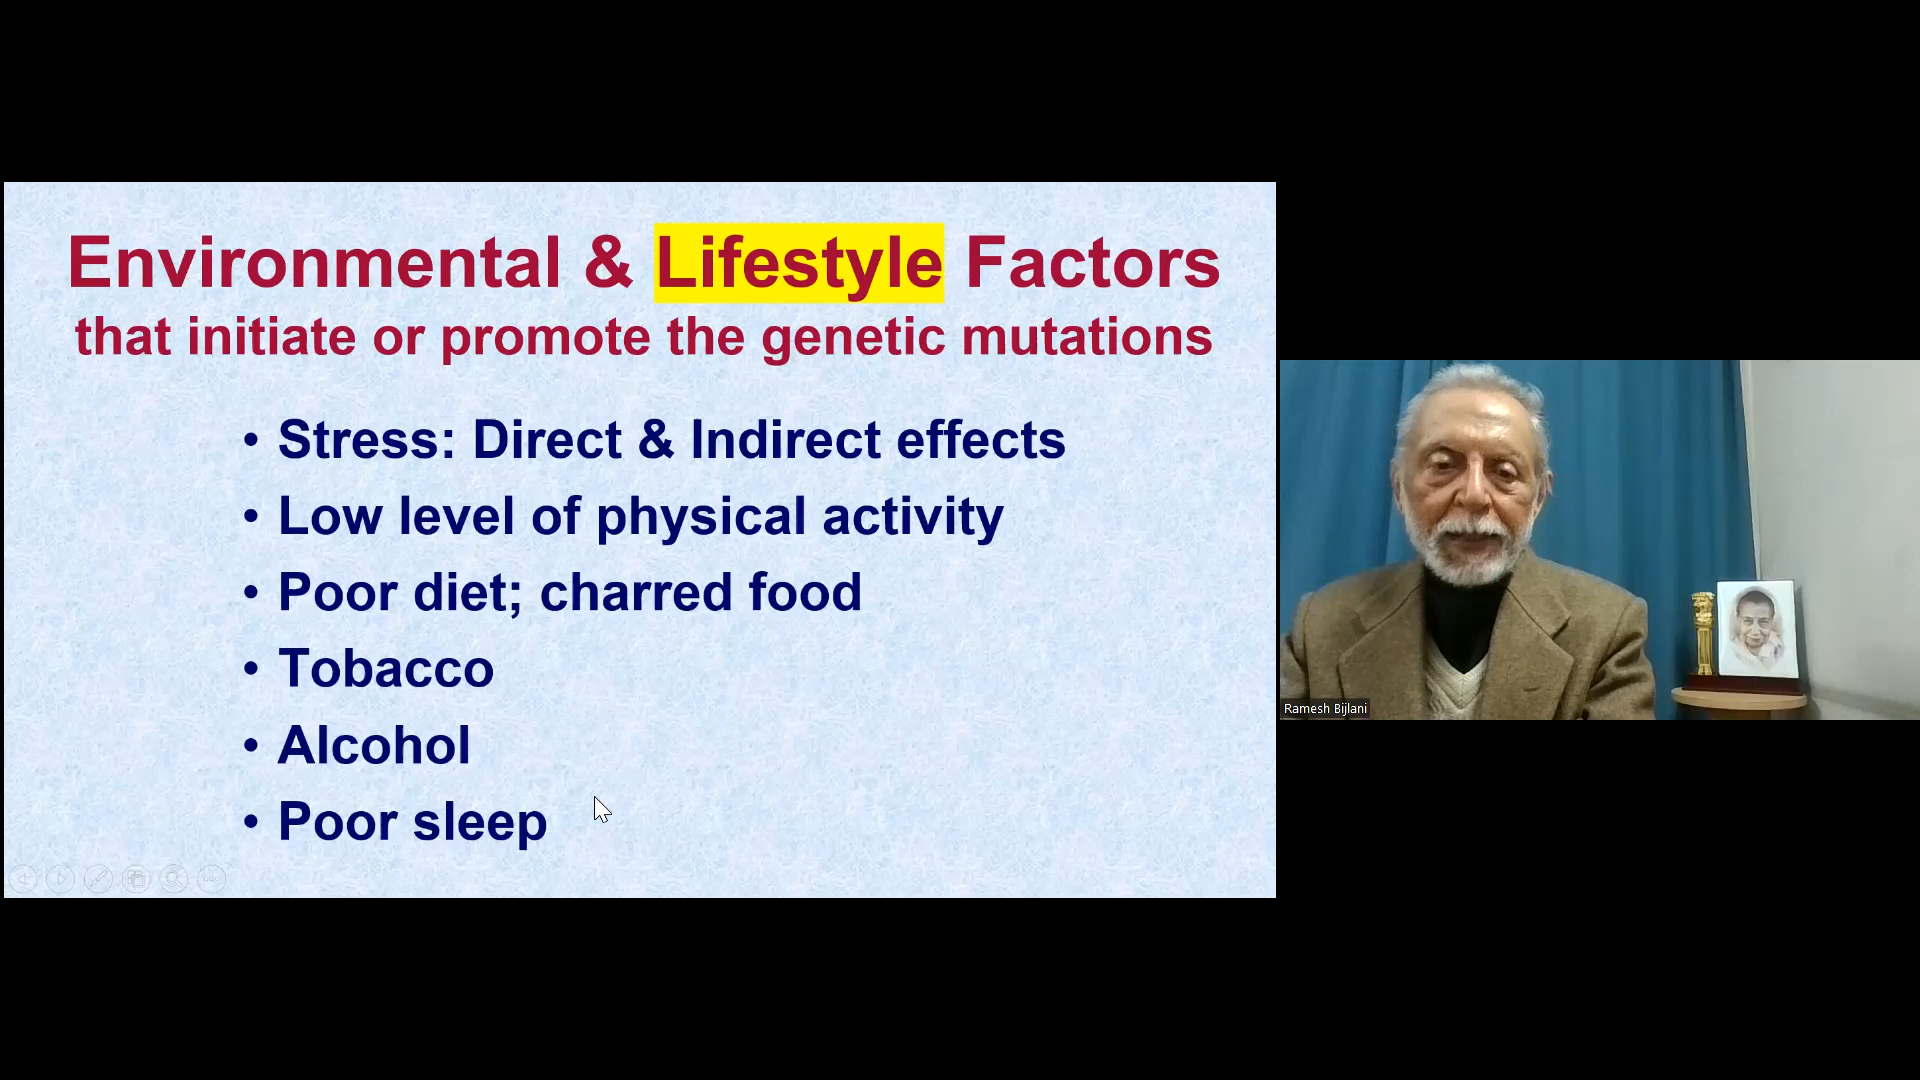 Environmental & Lifestyle Factors
that initiate or promote the genetic mutations
• Stress: Direct & Indirect effects
• Low level of physical activity
• Poor diet; charred food
• Tobacco
• Alcohol
• Poor sleep
Ramesh Bijlani